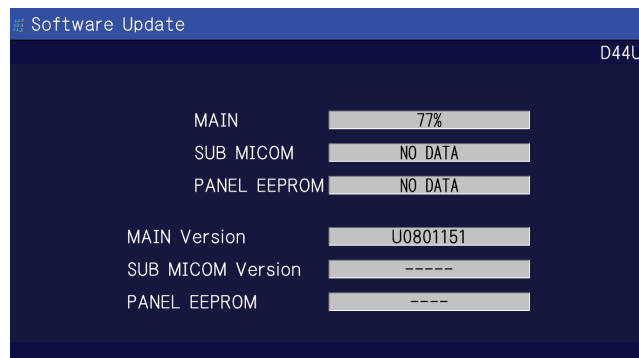 Software Update
D44U
MAIN 77%
SUB MICOM NO DATA
PANEL EEPROM NO DATA
MAIN Version U0801151
SUB MICOM Version -----
PANEL EEPROM ----